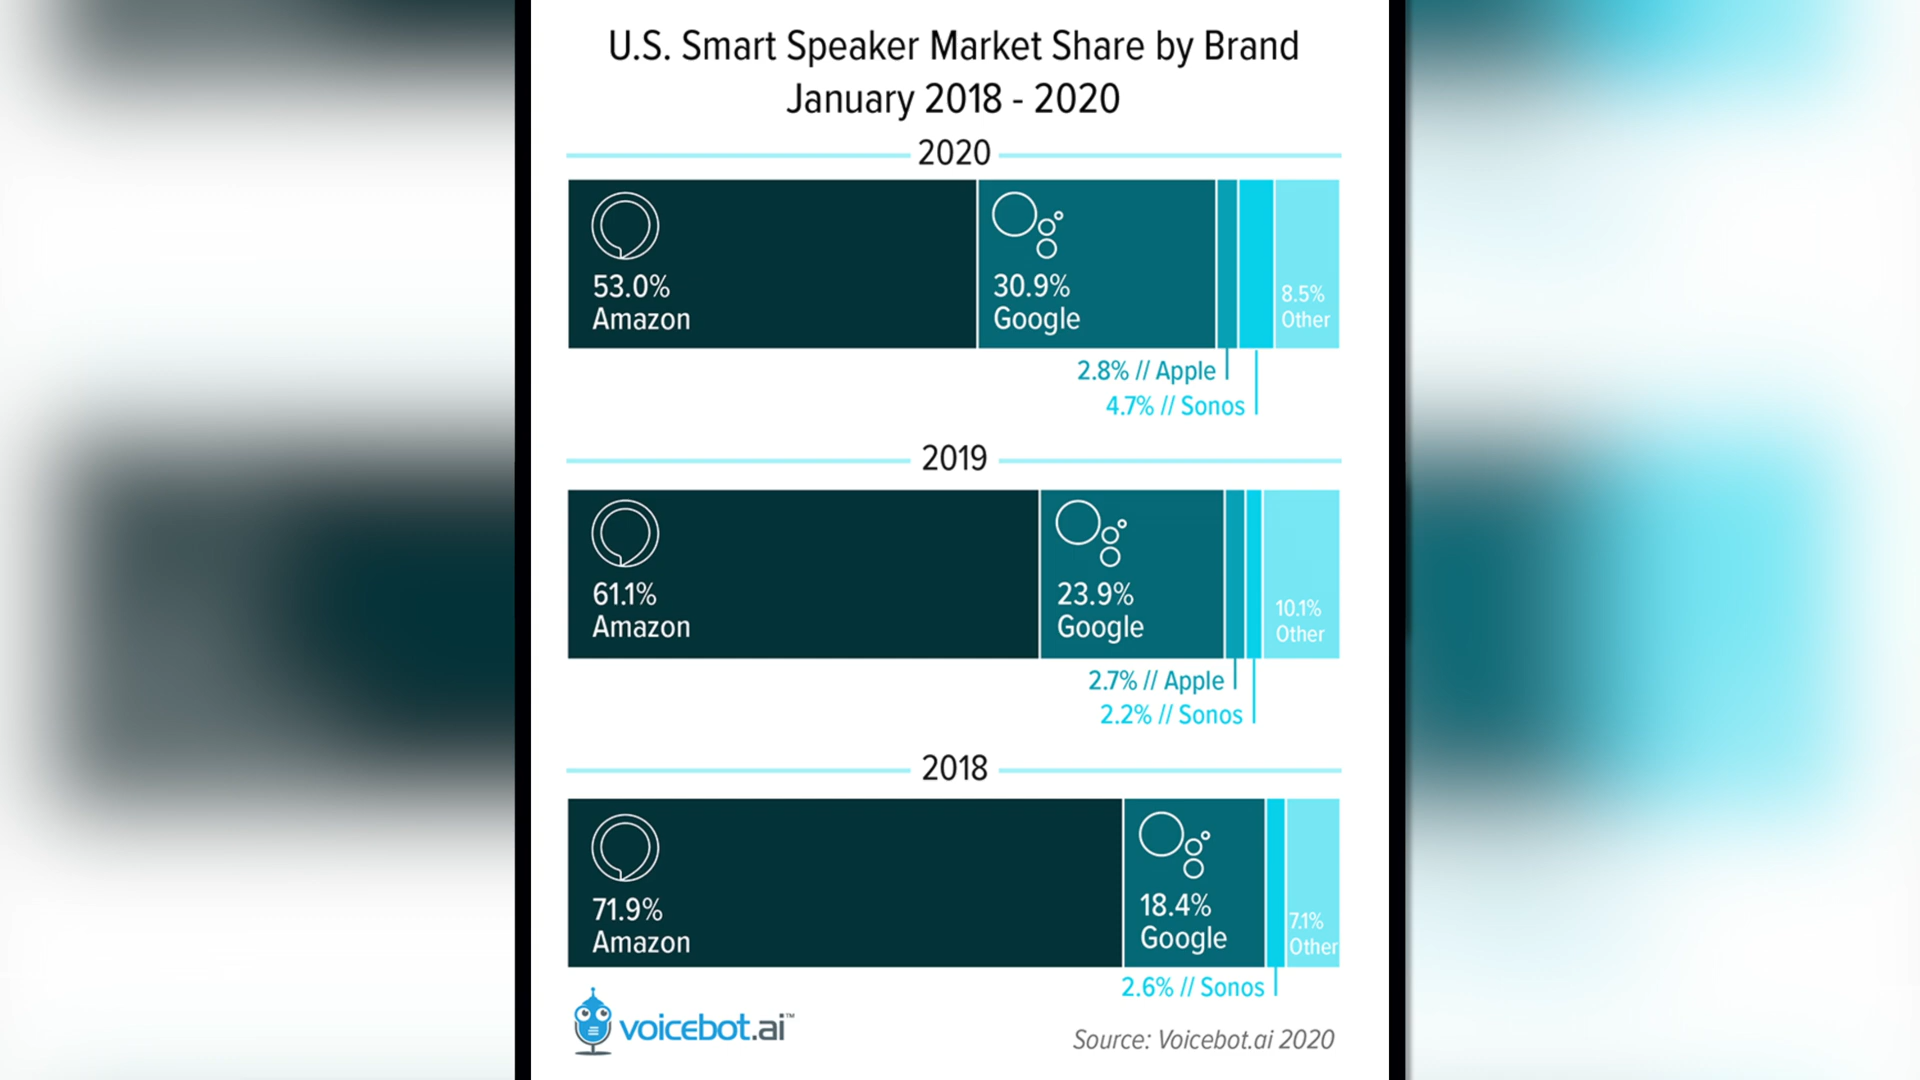 U.S. Smart Speaker Market Share by Brand
January 2018 - 2020
2020
53.0%
Amazon
30.9%
Google
8.5%
Other
2.8% // Apple
4.7% // Sonos
2019
61.1%
Amazon
23.9%
Google
10.1%
Other
2.7% // Apple
2.2% // Sonos
2018
71.9%
Amazon
18.4%
Google
7.1%
Other
2.6% // Sonos
voicebot.ai™
Source: Voicebot.ai 2020